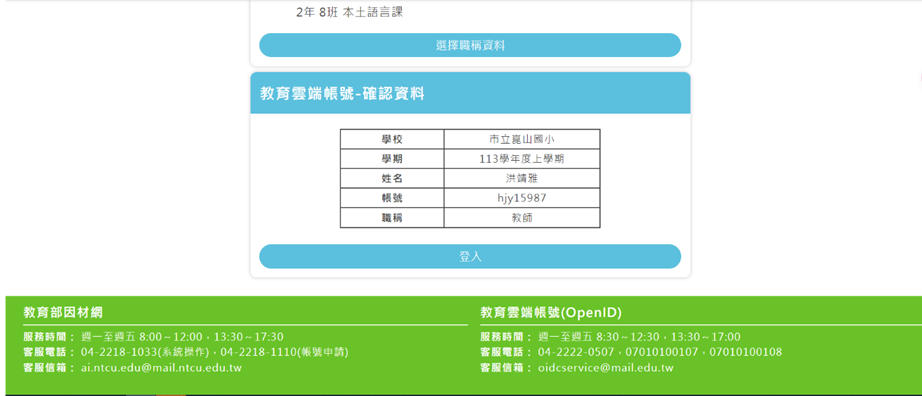 2年 8班 本土語言課
選擇職稱資料
教育雲端帳號-確認資料
學校 市立崑山國小
學期 113學年度上學期
姓名 洪靖雅
帳號 hjy15987
職稱 教師
登入
教育部因材網
服務時間： 週一至週五 8:00～12:00，13:30～17:30
客服電話： 04-2218-1033(系統操作)，04-2218-1110(帳號申請)
客服信箱： ai.ntcu.edu@mail.ntcu.edu.tw
教育雲端帳號(OpenID)
服務時間： 週一至週五 8:30～12:30，13:30～17:00
客服電話： 04-2222-0507，07010100107，07010100108
客服信箱： oidcservice@mail.edu.tw